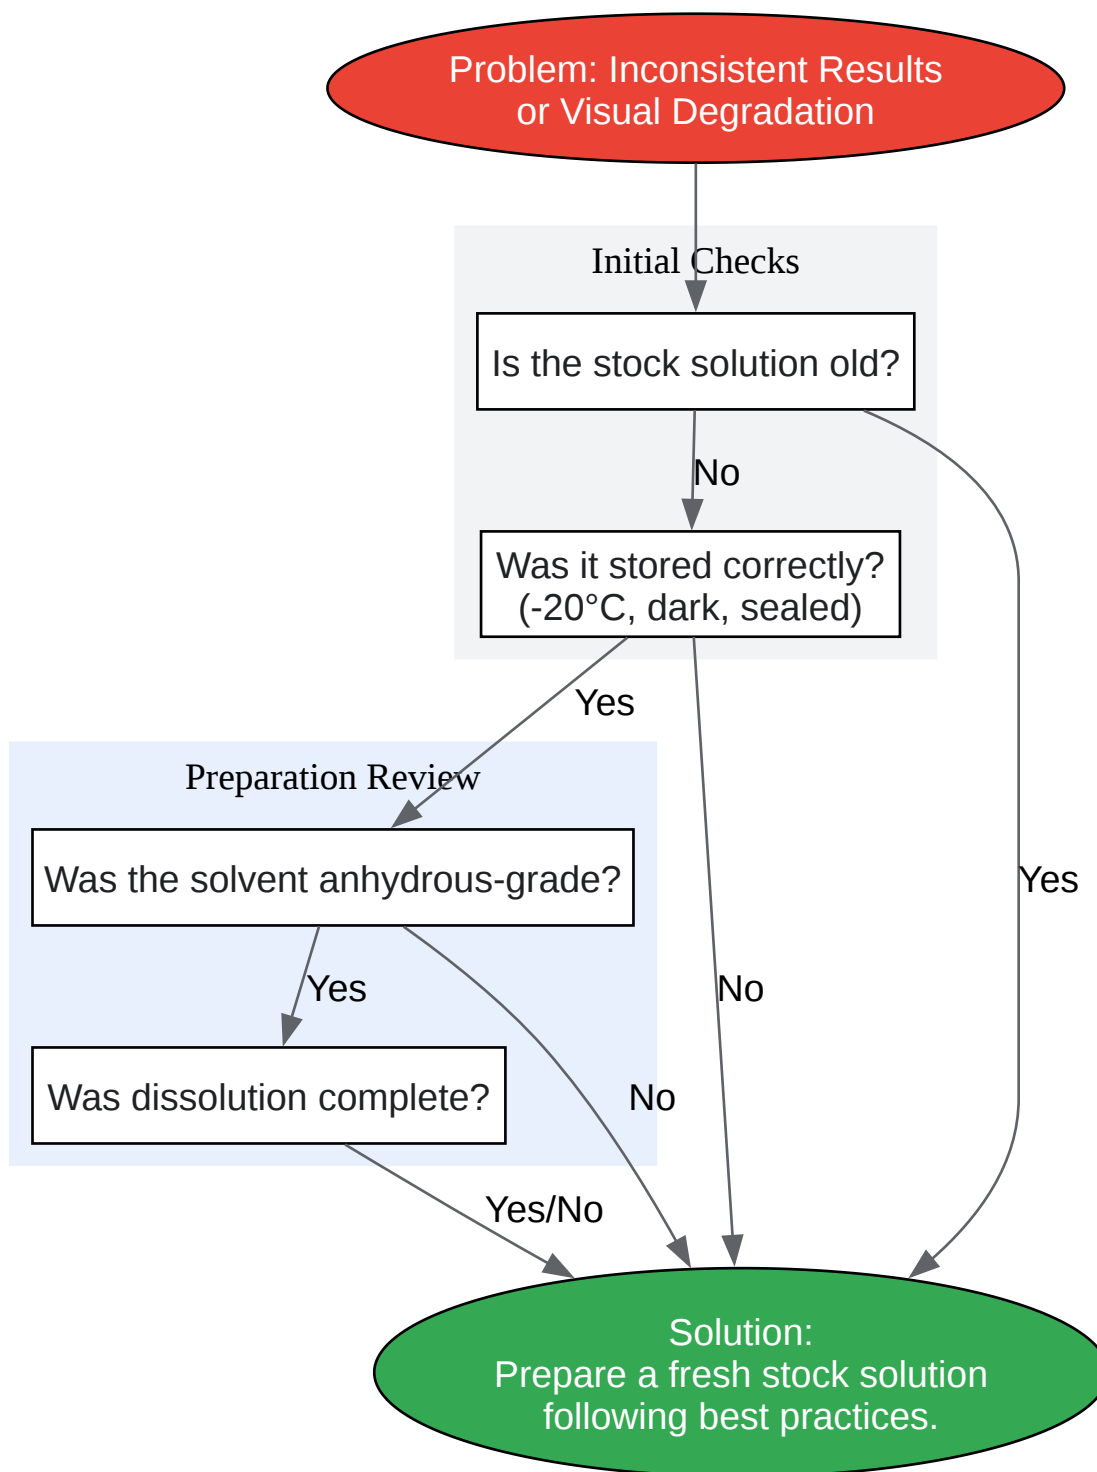 Problem: Inconsistent Results
or Visual Degradation
Initial Checks
Is the stock solution old?
No
Was it stored correctly?
(-20°C, dark, sealed)
Yes
Preparation Review
Was the solvent anhydrous-grade?
Yes
Yes
No
Was dissolution complete?
No
Yes/No
Solution:
Prepare a fresh stock solution
following best practices.